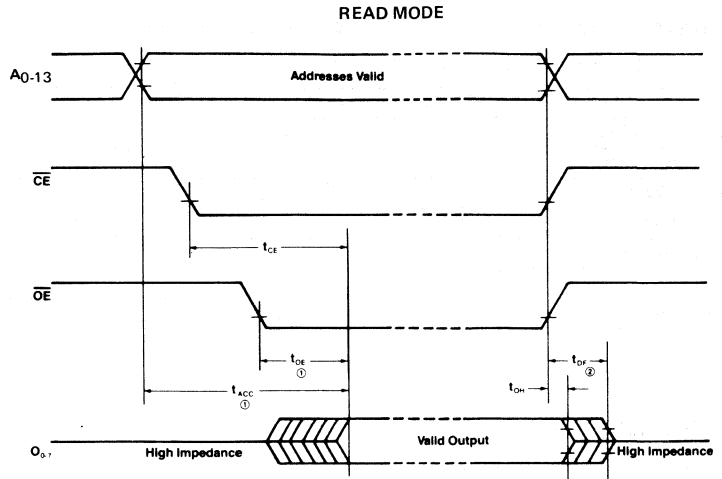 READ MODE
A0-13
Addresses Valid
CE
tCE
OE
tOE
①
tDF
②
tACC
①
tOH
O0-7
High Impedance
Valid Output
High Impedance